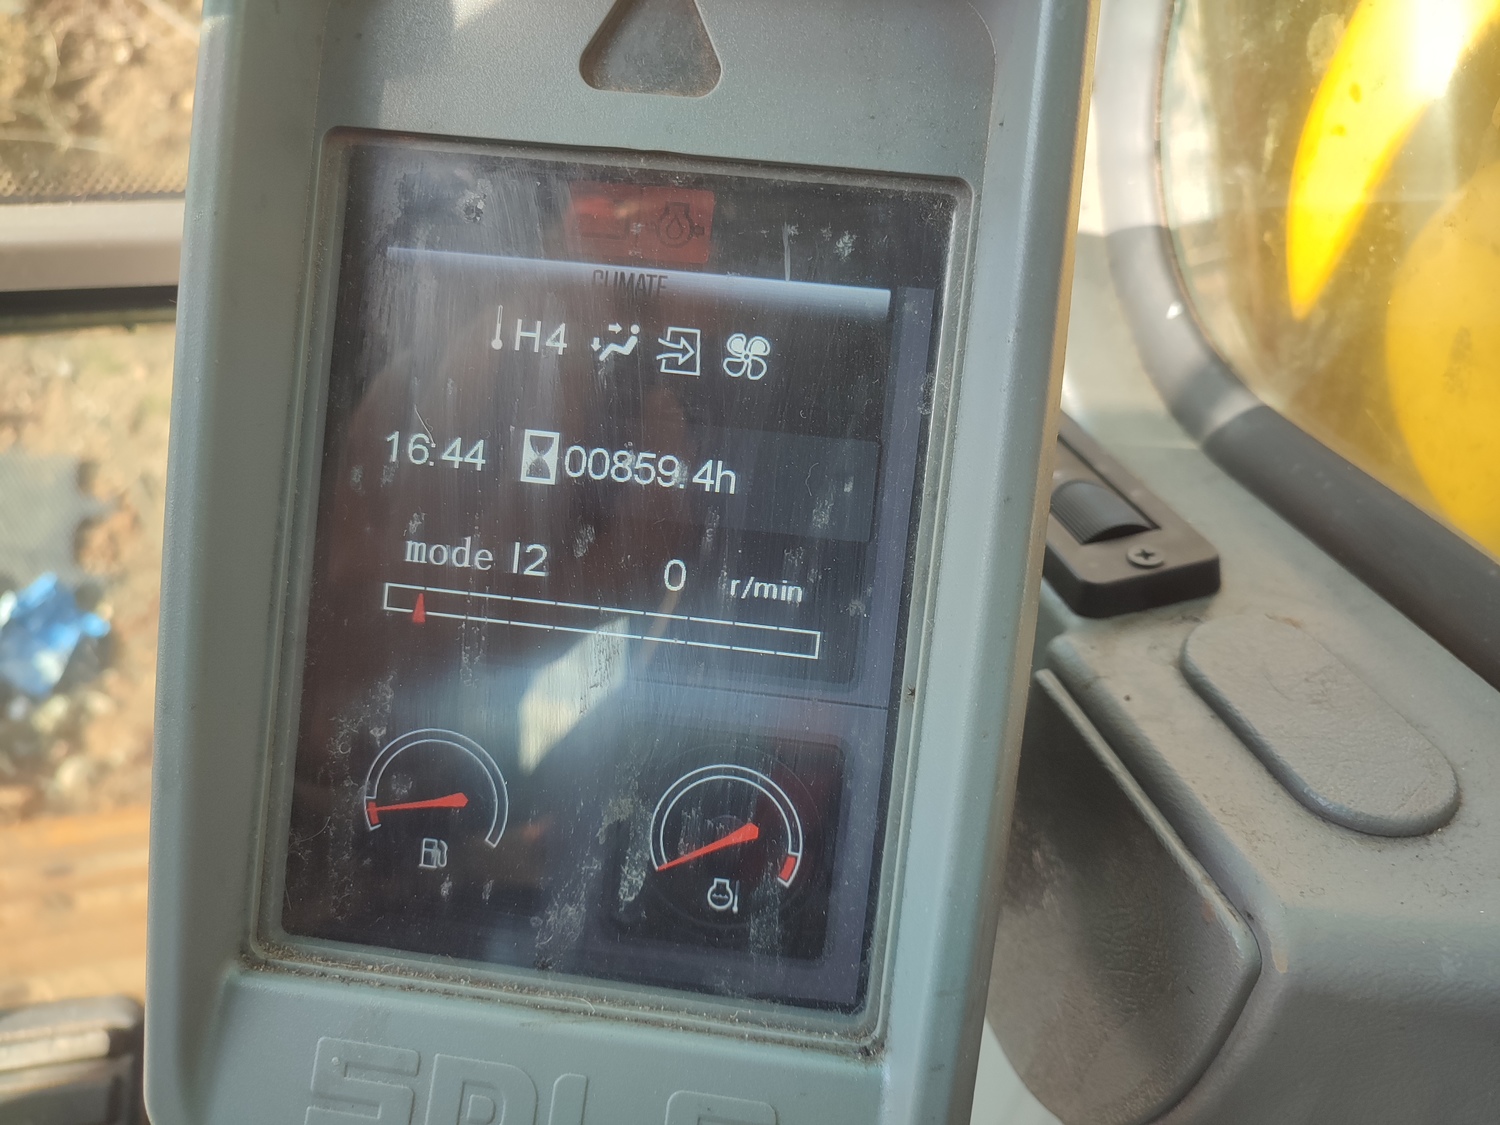 CLIMATE
H4
16:44 00859.4h
mode I2 0 r/min
SDLG